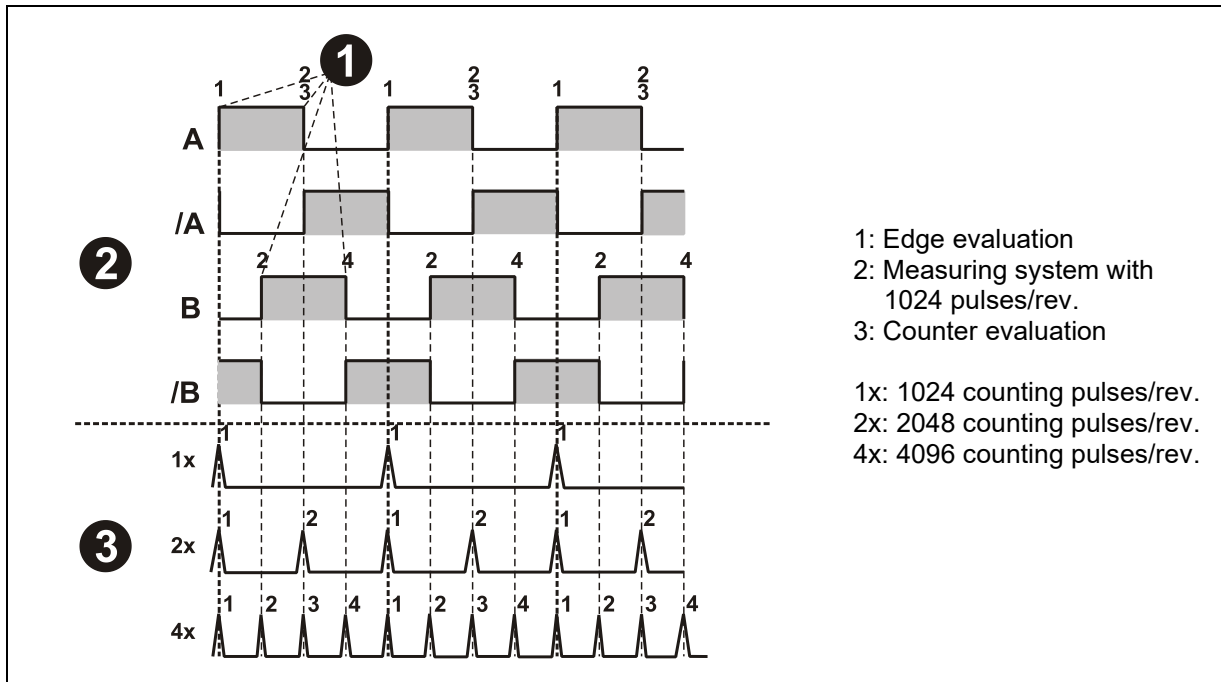 1
1 2 1 2 1 2
3 3 3
A
/A
2
2 4 2 4 2 4
B
/B
1 1 1
1x
3
1 2 1 2 1 2
2x
1 2 3 4 1 2 3 4 1 2 3 4
4x
1: Edge evaluation
2: Measuring system with
1024 pulses/rev.
3: Counter evaluation
1x: 1024 counting pulses/rev.
2x: 2048 counting pulses/rev.
4x: 4096 counting pulses/rev.